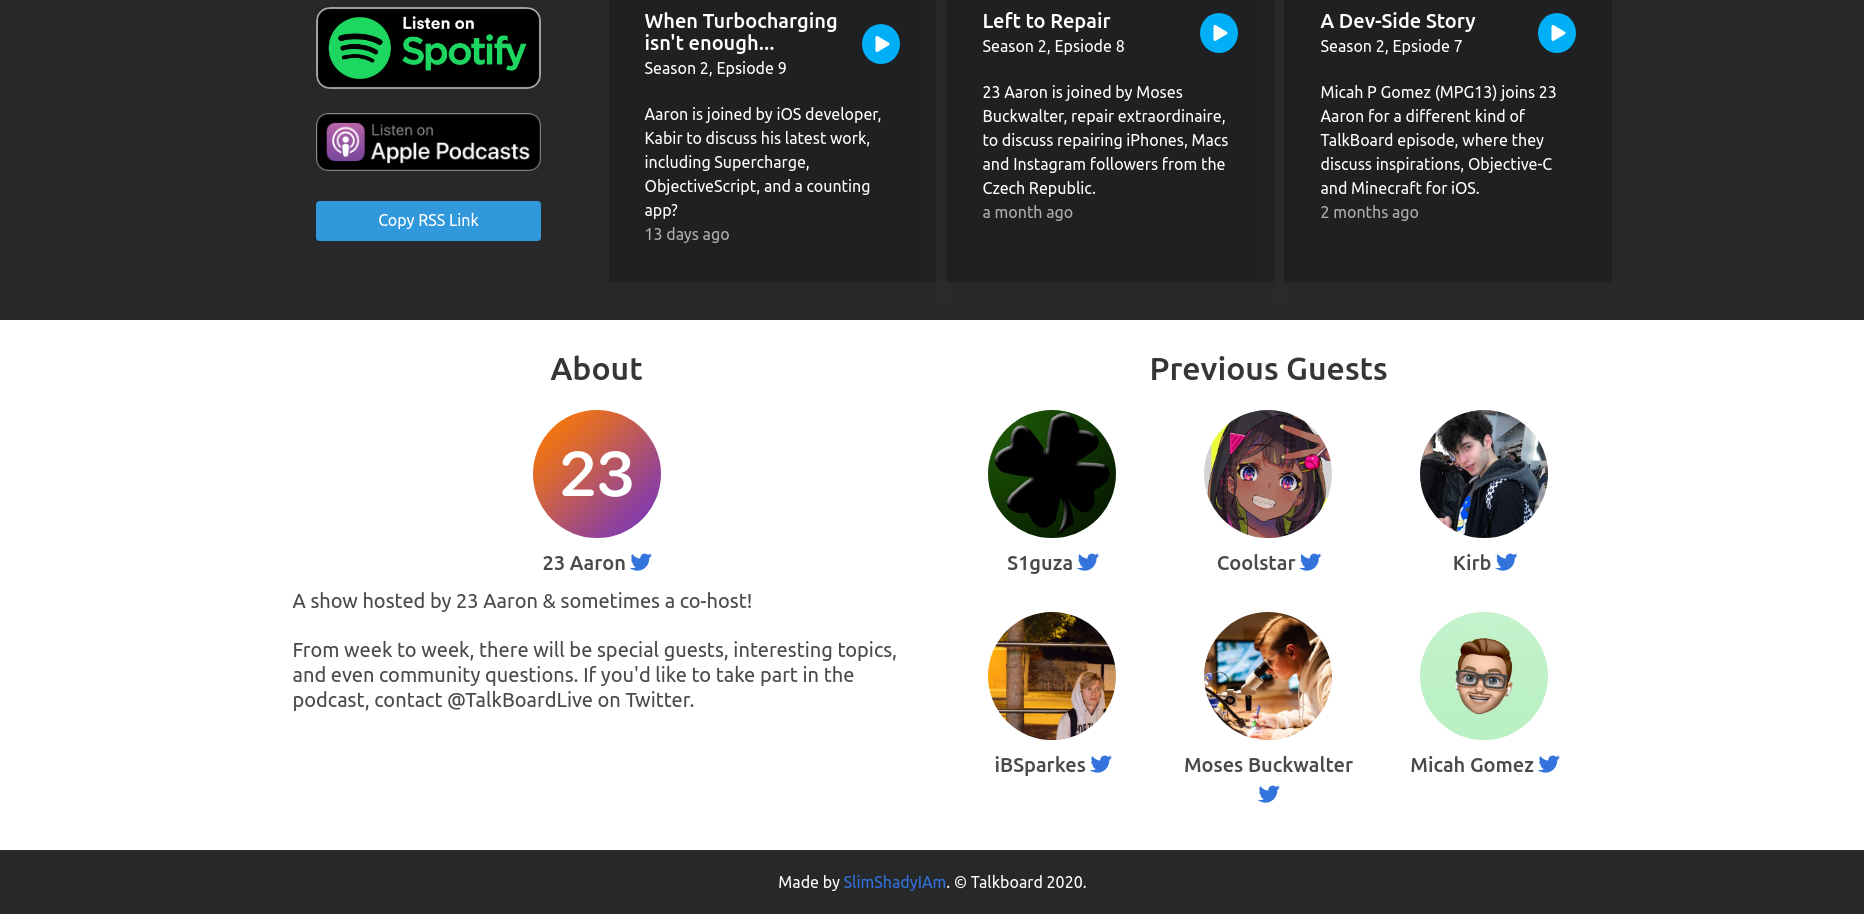 Listen on
Spotify
Listen on
Apple Podcasts
Copy RSS Link
When Turbocharging
isn't enough...
Season 2, Epsiode 9
Aaron is joined by iOS developer,
Kabir to discuss his latest work,
including Supercharge,
ObjectiveScript, and a counting
app?
13 days ago
Left to Repair
Season 2, Epsiode 8
23 Aaron is joined by Moses
Buckwalter, repair extraordinaire,
to discuss repairing iPhones, Macs
and Instagram followers from the
Czech Republic.
a month ago
A Dev-Side Story
Season 2, Epsiode 7
Micah P Gomez (MPG13) joins 23
Aaron for a different kind of
TalkBoard episode, where they
discuss inspirations, Objective-C
and Minecraft for iOS.
2 months ago
About
23
23 Aaron
A show hosted by 23 Aaron & sometimes a co-host!
From week to week, there will be special guests, interesting topics,
and even community questions. If you'd like to take part in the
podcast, contact @TalkBoardLive on Twitter.
Previous Guests
S1guza
Coolstar
Kirb
iBSparkes
Moses Buckwalter
Micah Gomez
Made by SlimShadyIAm. © Talkboard 2020.